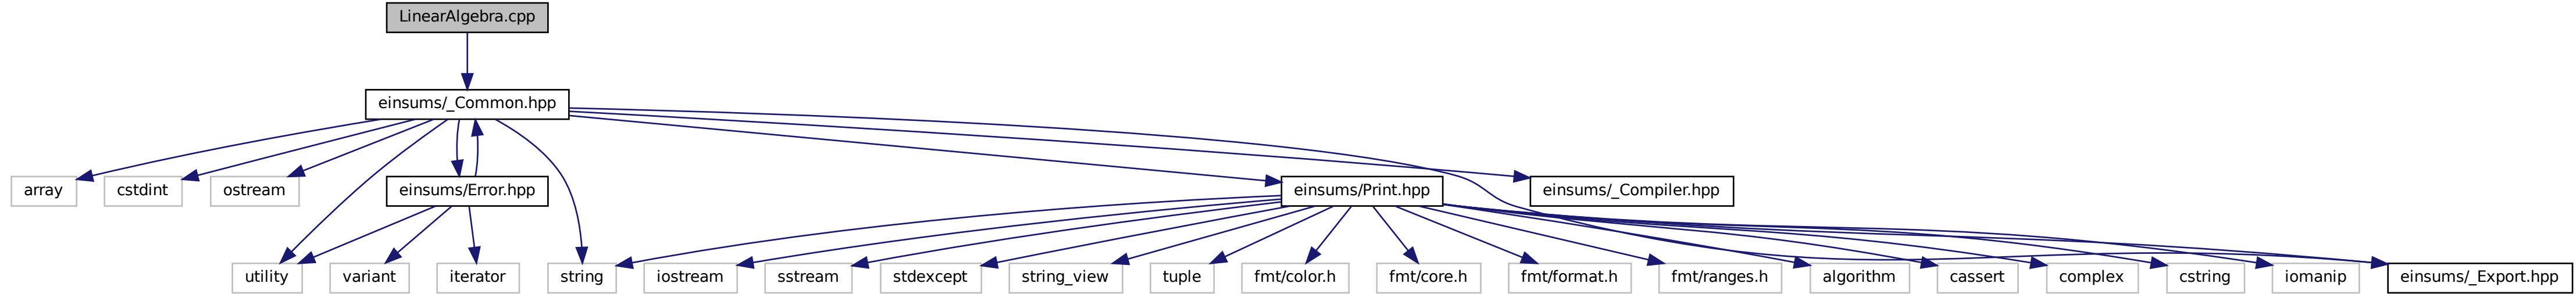 LinearAlgebra.cpp
einsums/_Common.hpp
array
cstdint
ostream
einsums/Error.hpp
einsums/Print.hpp
einsums/_Compiler.hpp
utility
variant
iterator
string
iostream
sstream
stdexcept
string_view
tuple
fmt/color.h
fmt/core.h
fmt/format.h
fmt/ranges.h
algorithm
cassert
complex
cstring
iomanip
einsums/_Export.hpp